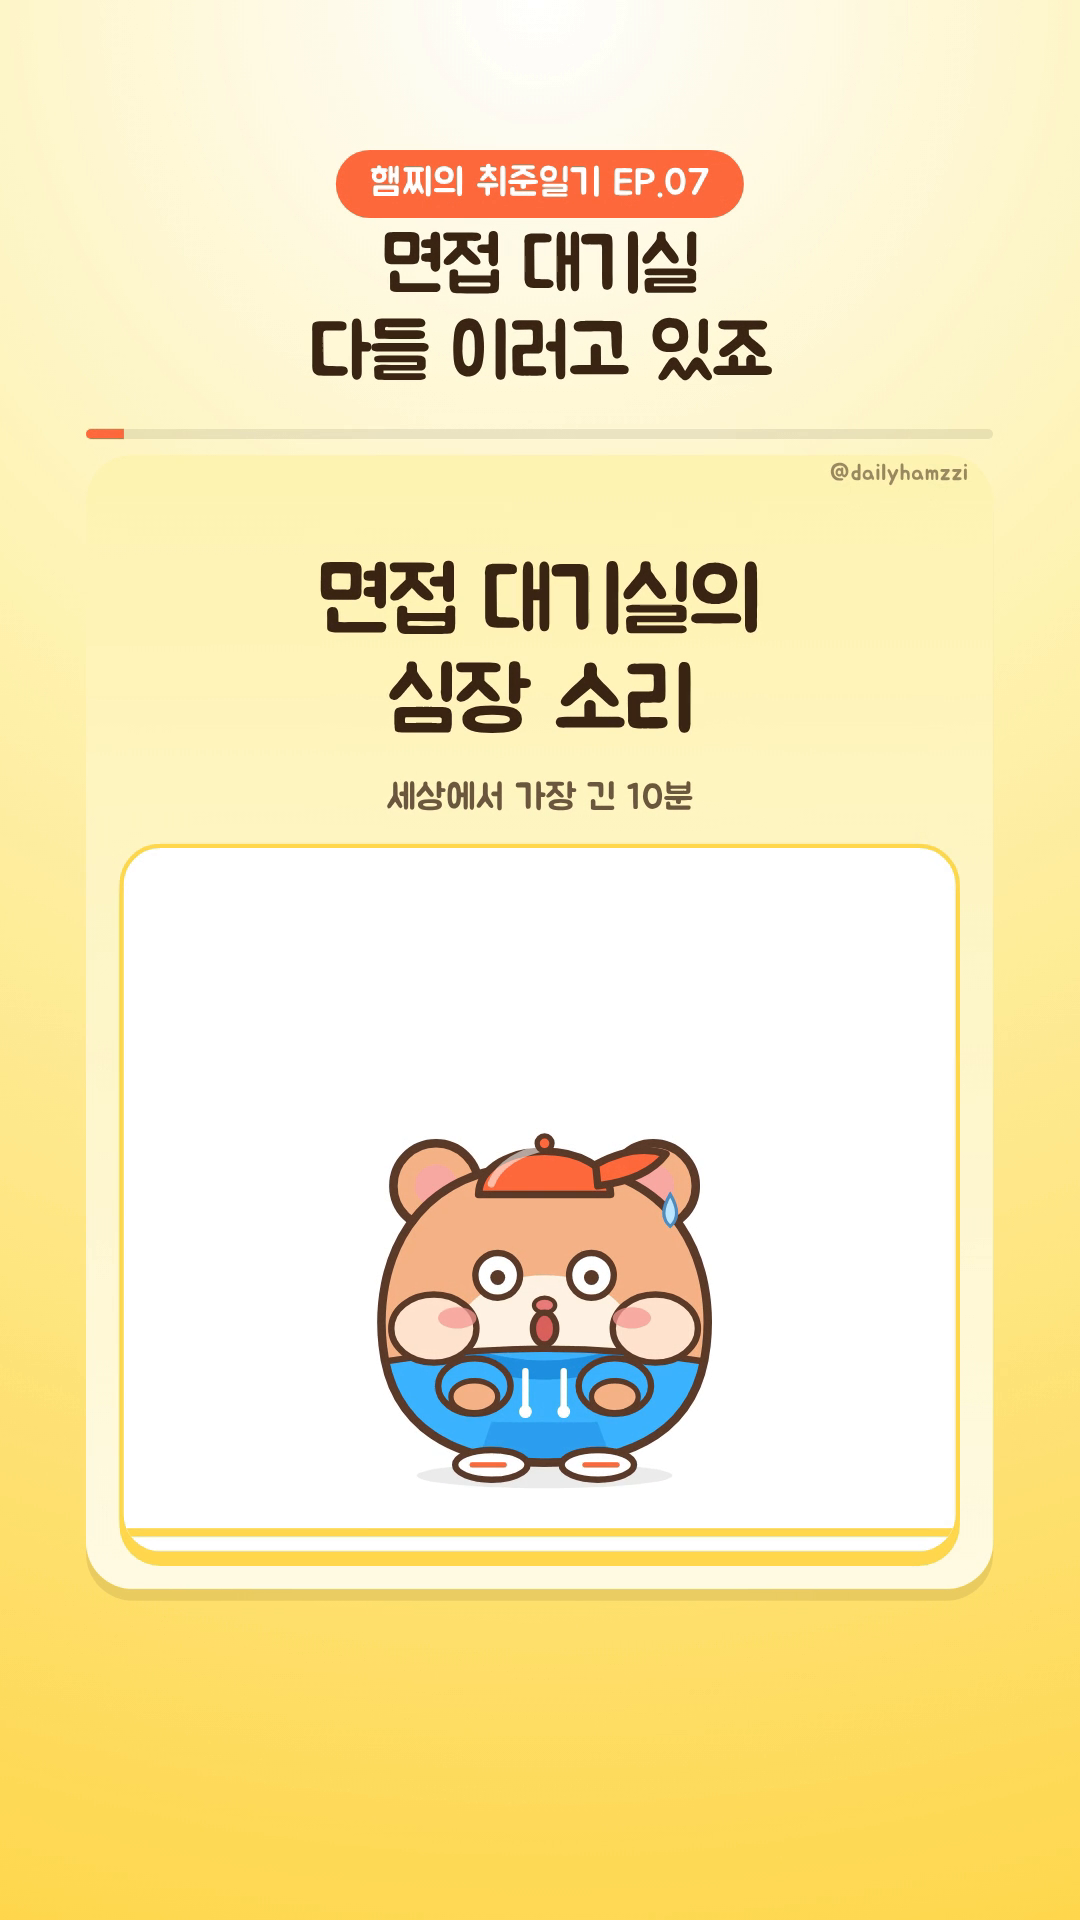 햄찌의 취준일기 EP.07
면접 대기실
다들 이러고 있죠
@dailyhamzzi
면접 대기실의
심장 소리
세상에서 가장 긴 10분